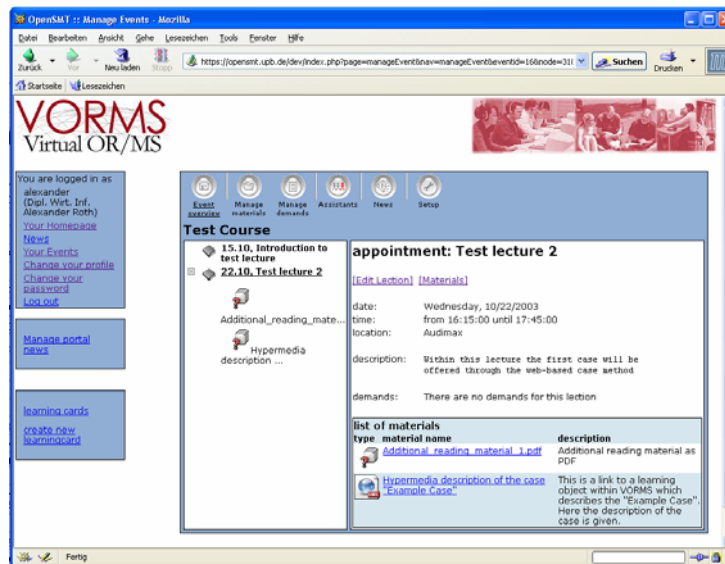 OpenSMT :: Manage Events - Mozilla
Datei Bearbeiten Ansicht Gehe Lesezeichen Tools Fenster Hilfe
Zurück Vor Neu laden Stopp https://opensmt.upb.de/dev/index.php?page=manageEvent&nav=manageEvent&eventid=16&node=31 Suchen Drucken
Startseite Lesezeichen
VORMS
Virtual OR/MS
You are logged in as
alexander
(Dipl. Wirt. Inf.
Alexander Roth)
Your Homepage
News
Your Events
Change your profile
Change your
password
Log out
Manage portal
news
learning cards
create new
learningcard
Event overview Manage materials Manage demands Assistants News Setup
Test Course
15.10, Introduction to
test lecture
22.10, Test lecture 2
Additional_reading_mate...
Hypermedia
description ...
appointment: Test lecture 2
[Edit Lection] [Materials]
date: Wednesday, 10/22/2003
time: from 16:15:00 until 17:45:00
location: Audimax
description: Within this lecture the first case will be
offered through the web-based case method
demands: There are no demands for this lection
list of materials
type material name description
Additional_reading_material_1.pdf Additional reading material as
PDF
Hypermedia description of the case This is a link to a learning
"Example Case" object within VORMS which
describes the "Example Case".
Here the description of the
case is given.
Fertig